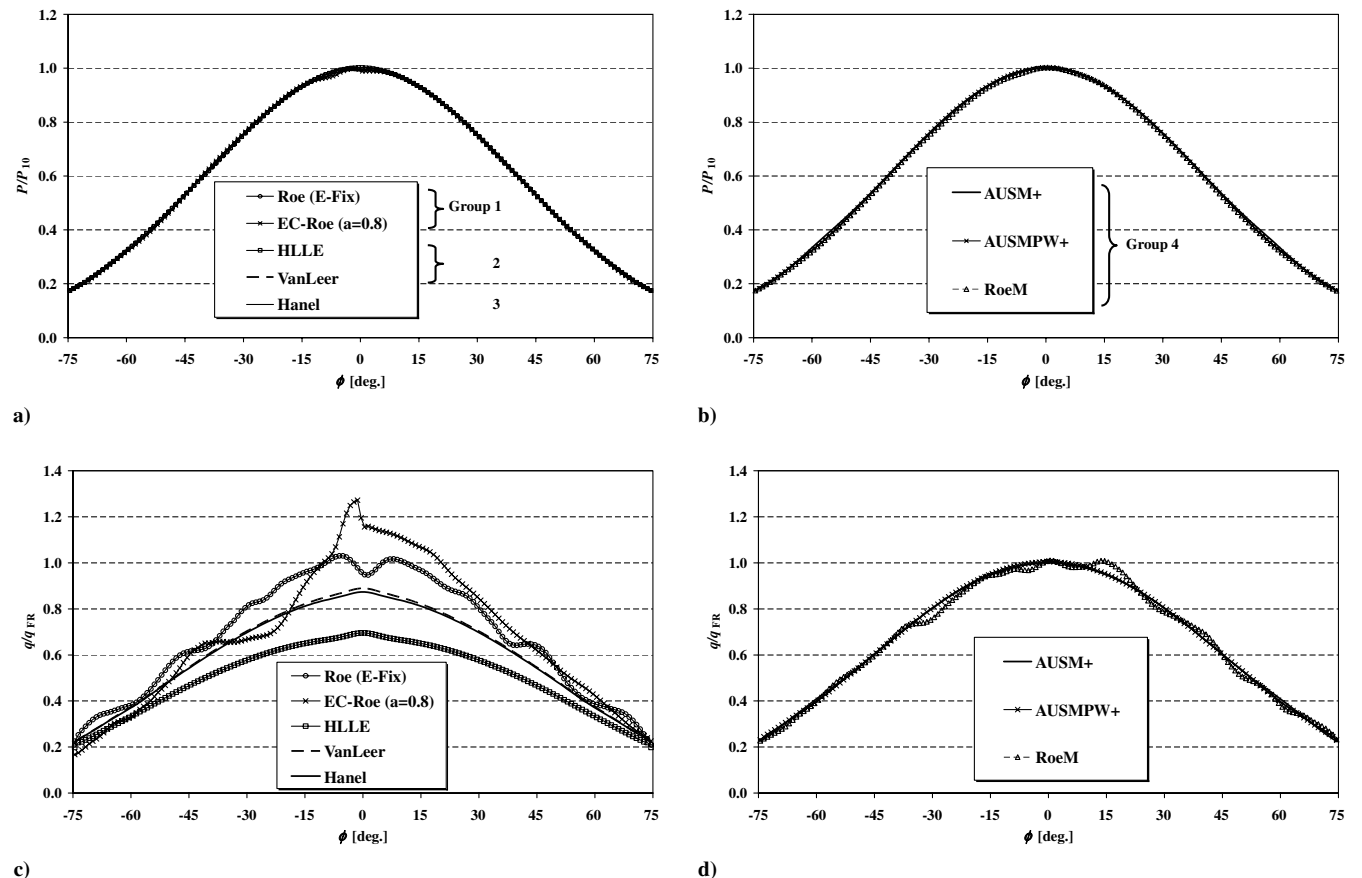 1.2
1.0
0.8
0.6
0.4
0.2
0.0
P/P10
Roe (E-Fix)
EC-Roe (a=0.8)
HLLE
VanLeer
Hanel
Group 1
2
3
-75 -60 -45 -30 -15 0 15 30 45 60 75
ϕ [deg.]
a)
1.2
1.0
0.8
0.6
0.4
0.2
0.0
P/P10
AUSM+
AUSMPW+
RoeM
Group 4
-75 -60 -45 -30 -15 0 15 30 45 60 75
ϕ [deg.]
b)
1.4
1.2
1.0
0.8
0.6
0.4
0.2
0.0
q/qFR
Roe (E-Fix)
EC-Roe (a=0.8)
HLLE
VanLeer
Hanel
-75 -60 -45 -30 -15 0 15 30 45 60 75
ϕ [deg.]
c)
1.4
1.2
1.0
0.8
0.6
0.4
0.2
0.0
q/qFR
AUSM+
AUSMPW+
RoeM
-75 -60 -45 -30 -15 0 15 30 45 60 75
ϕ [deg.]
d)